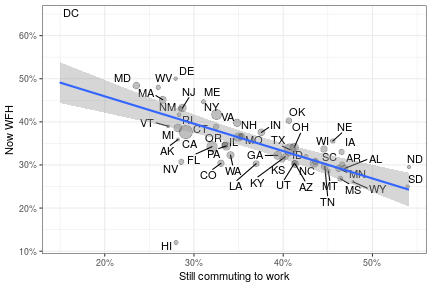 DC
60%
DE
MD
WV
50%
NJ
ME
MA
NM
NY
OK
VT
RI
CT
VA
NH
IN
OH
NE
40%
MI
CA
OR
IL
MO
TX
WI
IA
AK
PA
GA
ID
SC
AR
AL
ND
30%
NV
FL
CO
WA
KS
NC
MN
SD
LA
KY
UT
AZ
MT
MS
WY
TN
20%
HI
10%
20%
30%
40%
50%
Still commuting to work
Now WFH